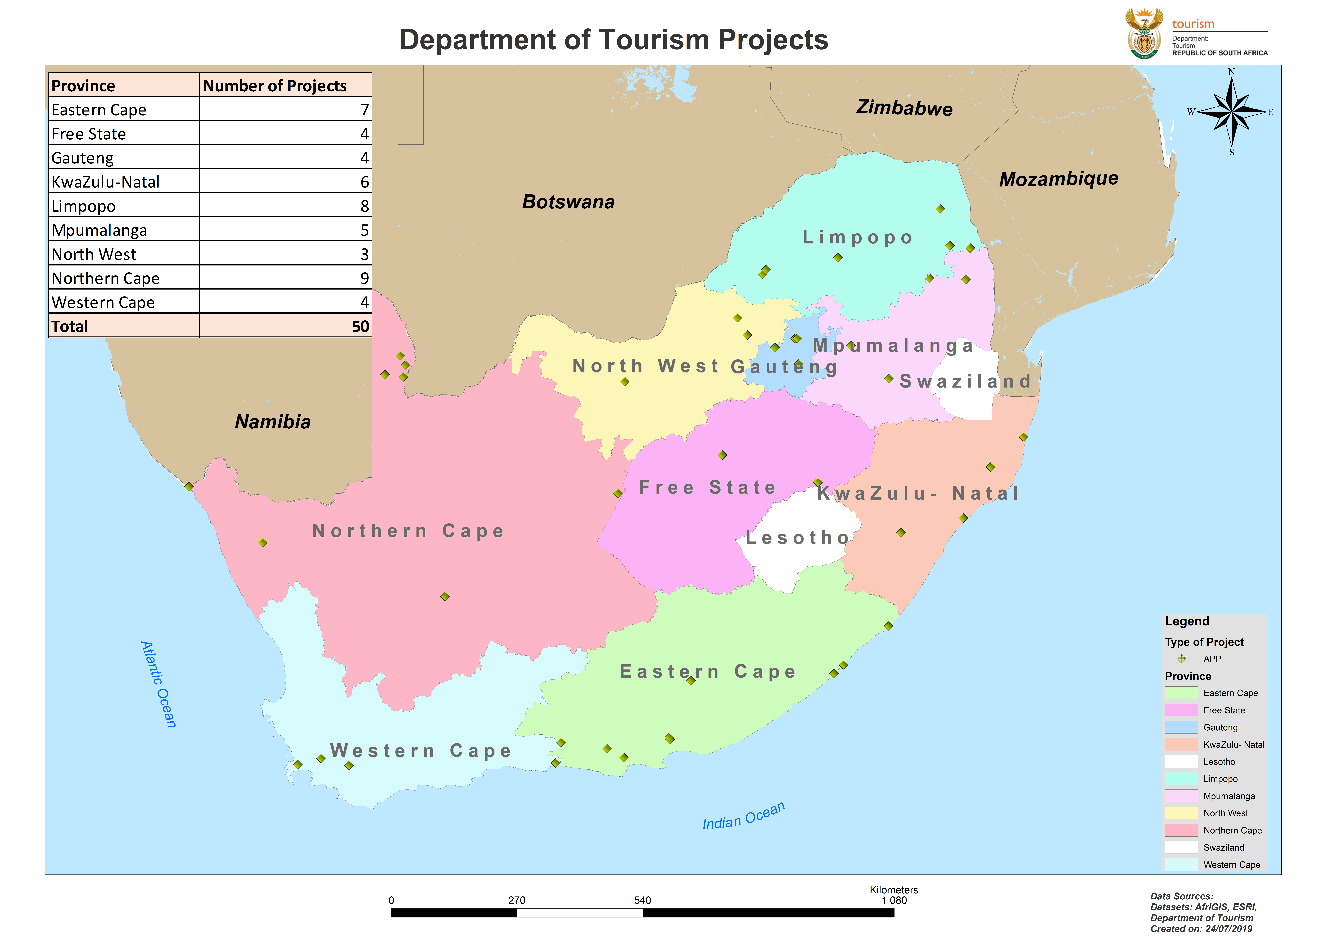 Department of Tourism Projects
tourism
Department:
Tourism
REPUBLIC OF SOUTH AFRICA
Province Number of Projects
Eastern Cape 7
Free State 4
Gauteng 4
KwaZulu-Natal 6
Limpopo 8
Mpumalanga 5
North West 3
Northern Cape 9
Western Cape 4
Total 50
N
W E
S
Zimbabwe
Mozambique
Botswana
Limpopo
Mpumalanga
North West Gauteng
Swaziland
Namibia
Free State
KwaZulu- Natal
Northern Cape
Lesotho
Eastern Cape
Western Cape
Atlantic Ocean
Indian Ocean
Legend
Type of Project
APP
Province
Eastern Cape
Free State
Gauteng
KwaZulu- Natal
Lesotho
Limpopo
Mpumalanga
North West
Northern Cape
Swaziland
Western Cape
Kilometers
0 270 540 1 080
Data Sources:
Datasets: AfriGIS, ESRI,
Department of Tourism
Created on: 24/07/2019